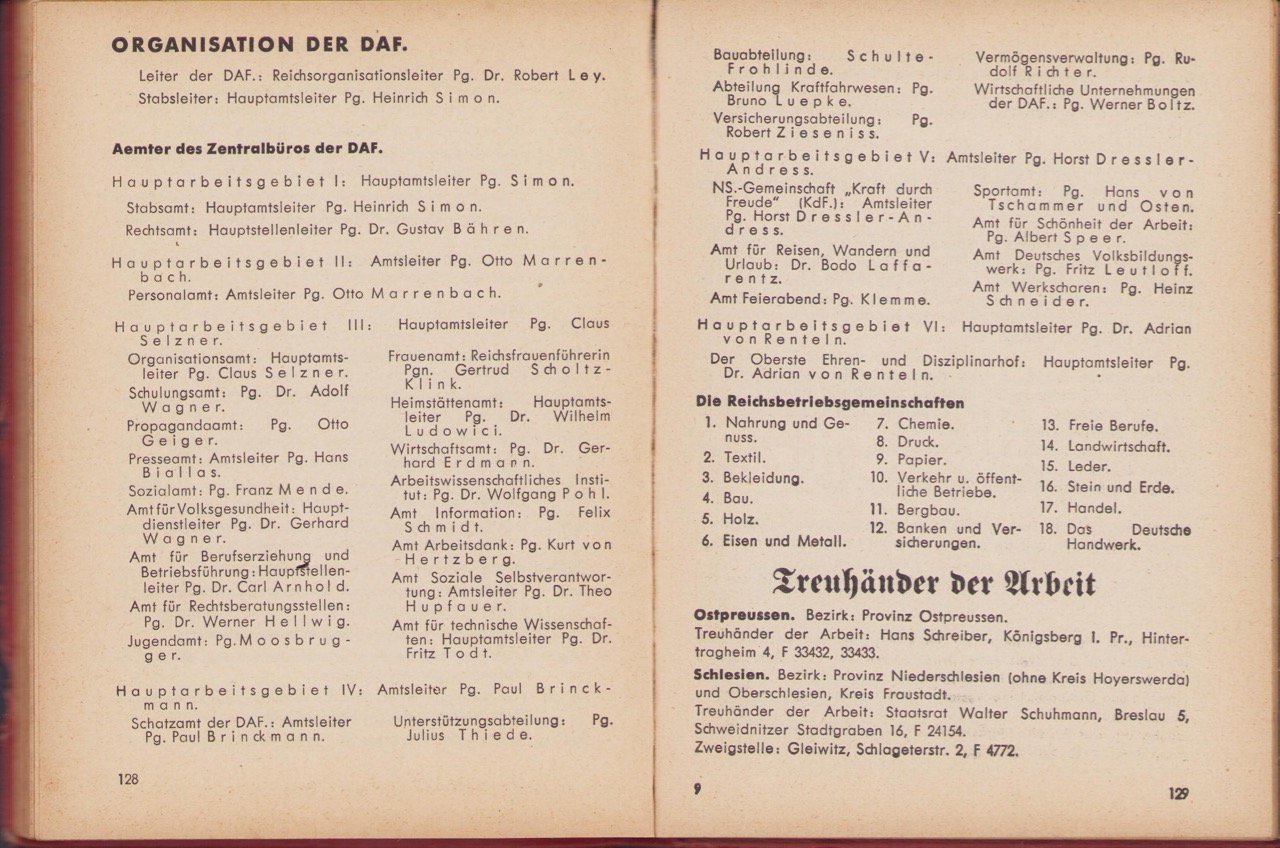 ORGANISATION DER DAF.
Leiter der DAF.: Reichsorganisationsleiter Pg. Dr. Robert Ley.
Stabsleiter: Hauptamtsleiter Pg. Heinrich Simon.
Aemter des Zentralbüros der DAF.
Hauptarbeitsgebiet I: Hauptamtsleiter Pg. Simon.
Stabsamt: Hauptamtsleiter Pg. Heinrich Simon.
Rechtsamt: Hauptstellenleiter Pg. Dr. Gustav Bähren.
Hauptarbeitsgebiet II: Amtsleiter Pg. Otto Marren-
bach.
Personalamt: Amtsleiter Pg. Otto Marrenbach.
Hauptarbeitsgebiet III: Hauptamtsleiter Pg. Claus
Selzner.
Organisationsamt: Hauptamts-
leiter Pg. Claus Selzner.
Schulungsamt: Pg. Dr. Adolf
Wagner.
Propagandaamt: Pg. Otto
Geiger.
Presseamt: Amtsleiter Pg. Hans
Biallas.
Sozialamt: Pg. Franz Mende.
Amt für Volksgesundheit: Haupt-
dienstleiter Pg. Dr. Gerhard
Wagner.
Amt für Berufserziehung und
Betriebsführung: Hauptstellen-
leiter Pg. Dr. Carl Arnhold.
Amt für Rechtsberatungsstellen:
Pg. Dr. Werner Hellwig.
Jugendamt: Pg. Moosbrug-
ger.
Frauenamt: Reichsfrauenführerin
Pgn. Gertrud Scholtz-
Klink.
Heimstättenamt: Hauptamts-
leiter Pg. Dr. Wilhelm
Ludowici.
Wirtschaftsamt: Pg. Dr. Ger-
hard Erdmann.
Arbeitswissenschaftliches Insti-
tut: Pg. Dr. Wolfgang Pohl.
Amt Information: Pg. Felix
Schmidt.
Amt Arbeitsdank: Pg. Kurt von
Hertzberg.
Amt Soziale Selbstverantwor-
tung: Amtsleiter Pg. Dr. Theo
Hupfauer.
Amt für technische Wissenschaf-
ten: Hauptamtsleiter Pg. Dr.
Fritz Todt.
Hauptarbeitsgebiet IV: Amtsleiter Pg. Paul Brinck-
mann.
Schatzamt der DAF.: Amtsleiter
Pg. Paul Brinckmann.
Unterstützungsabteilung: Pg.
Julius Thiede.
128
Bauabteilung: Schulte-
Frohlinde.
Abteilung Kraftfahrwesen: Pg.
Bruno Luepke.
Versicherungsabteilung: Pg.
Robert Zieseniss.
Vermögensverwaltung: Pg. Ru-
dolf Richter.
Wirtschaftliche Unternehmungen
der DAF.: Pg. Werner Boltz.
Hauptarbeitsgebiet V: Amtsleiter Pg. Horst Dressler-
Andress.
NS.-Gemeinschaft „Kraft durch
Freude" (KdF.): Amtsleiter
Pg. Horst Dressler-An-
dress.
Amt für Reisen, Wandern und
Urlaub: Dr. Bodo Laffa-
rentz.
Amt Feierabend: Pg. Klemme.
Sportamt: Pg. Hans von
Tschammer und Osten.
Amt für Schönheit der Arbeit:
Pg. Albert Speer.
Amt Deutsches Volksbildungs-
werk: Pg. Fritz Leutloff.
Amt Werkscharen: Pg. Heinz
Schneider.
Hauptarbeitsgebiet VI: Hauptamtsleiter Pg. Dr. Adrian
von Renteln.
Der Oberste Ehren- und Disziplinarhof: Hauptamtsleiter Pg.
Dr. Adrian von Renteln.
Die Reichsbetriebsgemeinschaften
1. Nahrung und Ge-
nuss.
2. Textil.
3. Bekleidung.
4. Bau.
5. Holz.
6. Eisen und Metall.
7. Chemie.
8. Druck.
9. Papier.
10. Verkehr u. öffent-
liche Betriebe.
11. Bergbau.
12. Banken und Ver-
sicherungen.
13. Freie Berufe.
14. Landwirtschaft.
15. Leder.
16. Stein und Erde.
17. Handel.
18. Das Deutsche
Handwerk.
Treuhänder der Arbeit
Ostpreussen. Bezirk: Provinz Ostpreussen.
Treuhänder der Arbeit: Hans Schreiber, Königsberg I. Pr., Hinter-
tragheim 4, F 33432, 33433.
Schlesien. Bezirk: Provinz Niederschlesien (ohne Kreis Hoyerswerda)
und Oberschlesien, Kreis Fraustadt.
Treuhänder der Arbeit: Staatsrat Walter Schuhmann, Breslau 5,
Schweidnitzer Stadtgraben 16, F 24154.
Zweigstelle: Gleiwitz, Schlageterstr. 2, F 4772.
9
129